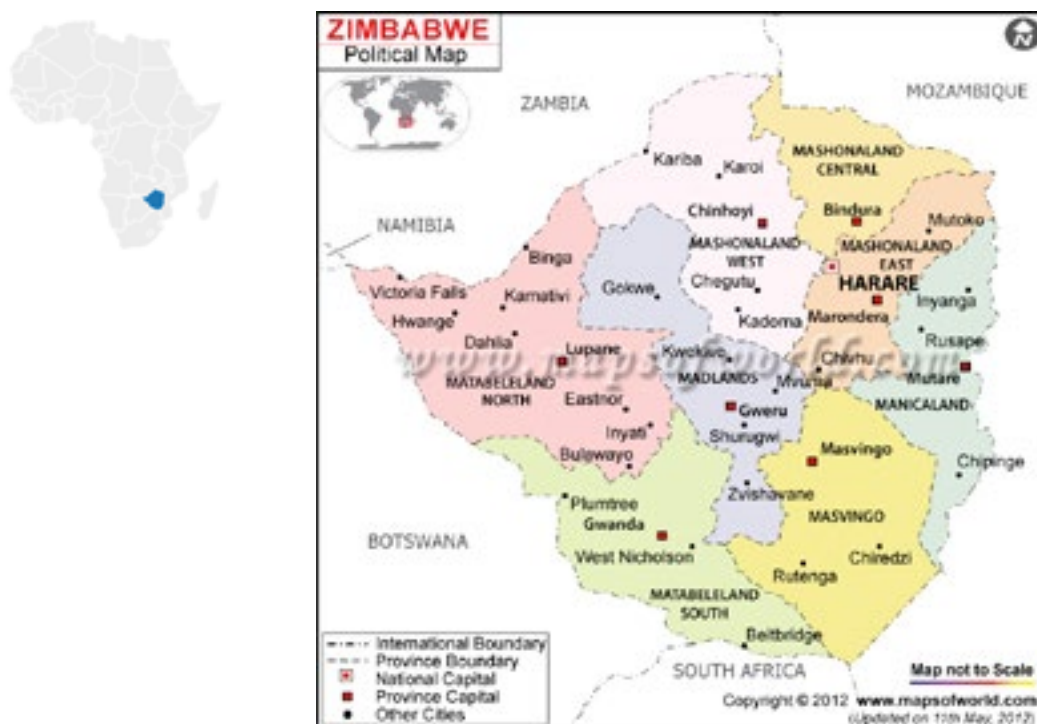 ZIMBABWE
Political Map
ZAMBIA
MOZAMBIQUE
NAMIBIA
BOTSWANA
SOUTH AFRICA
Kariba
Karoi
MASHONALAND
CENTRAL
Chinhoyi
Bindura
Mutoko
MASHONALAND
WEST
MASHONALAND
EAST
Binga
HARARE
Victoria Falls
Kamativi
Gokwe
Chegutu
Inyanga
Marondera
Hwange
Kadoma
Rusape
Dahlia
Lupane
Kwekwe
Chivhu
www.mapsofworld.com
Mutare
MATABELELAND
NORTH
MADLANDS
Mvuma
MANICALAND
Eastnor
Gweru
Inyati
Shurugwi
Masvingo
Bulawayo
Chipinge
Zvishavane
Plumtree
Gwanda
MASVINGO
West Nicholson
Chiredzi
Rutenga
MATABELELAND
SOUTH
Beitbridge
International Boundary
Province Boundary
National Capital
Province Capital
Other Cities
Map not to Scale
Copyright © 2012 www.mapsofworld.com
(Updated on 11th May, 2012)
N